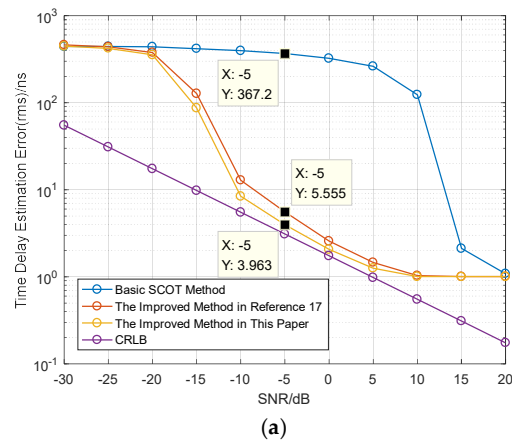 10^3
10^2
10^1
10^0
10^-1
Time Delay Estimation Error(rms)/ns
X: -5
Y: 367.2
X: -5
Y: 5.555
X: -5
Y: 3.963
Basic SCOT Method
The Improved Method in Reference 17
The Improved Method in This Paper
CRLB
-30 -25 -20 -15 -10 -5 0 5 10 15 20
SNR/dB
(a)